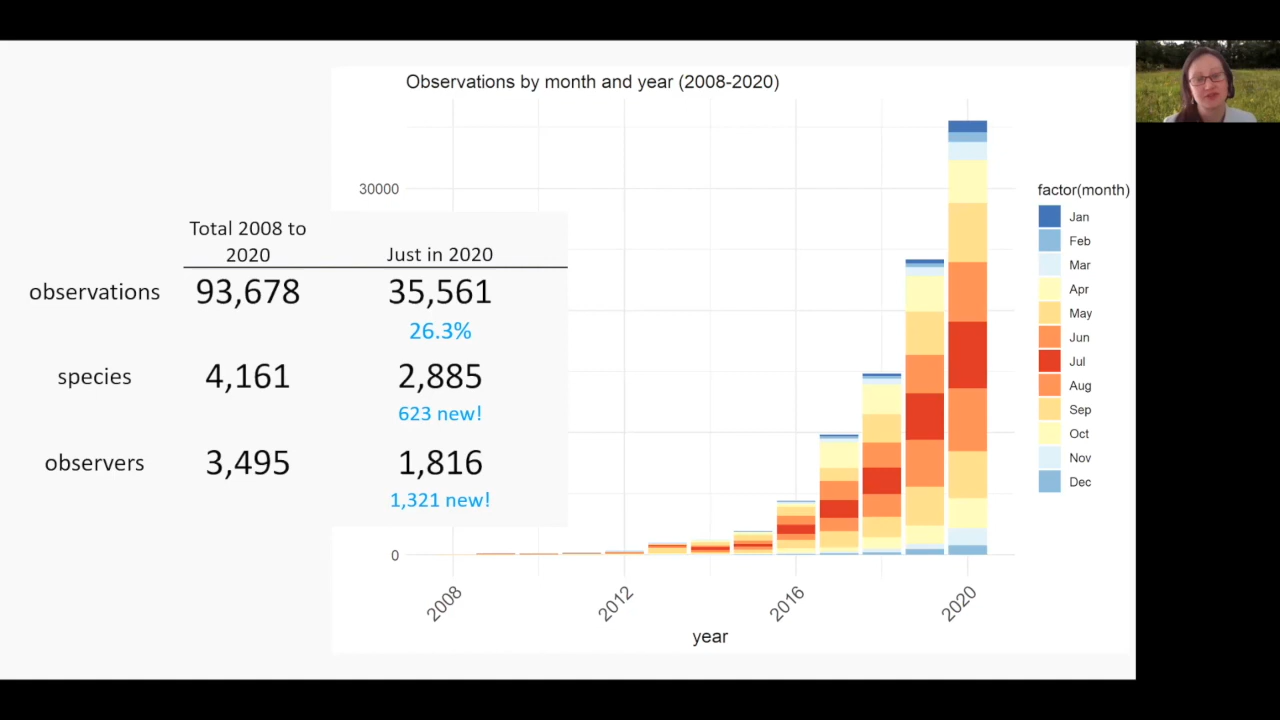 Observations by month and year (2008-2020)
30000
0
2008
2012
2016
2020
year
factor(month)
Jan
Feb
Mar
Apr
May
Jun
Jul
Aug
Sep
Oct
Nov
Dec
Total 2008 to
2020
Just in 2020
observations 93,678 35,561
26.3%
species 4,161 2,885
623 new!
observers 3,495 1,816
1,321 new!